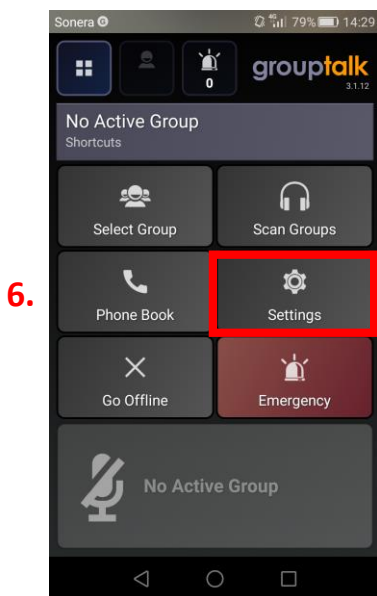 Sonera 4G 79% 14:29
0 grouptalk
3.1.12
No Active Group
Shortcuts
Select Group Scan Groups
6.
Phone Book Settings
Go Offline Emergency
No Active Group